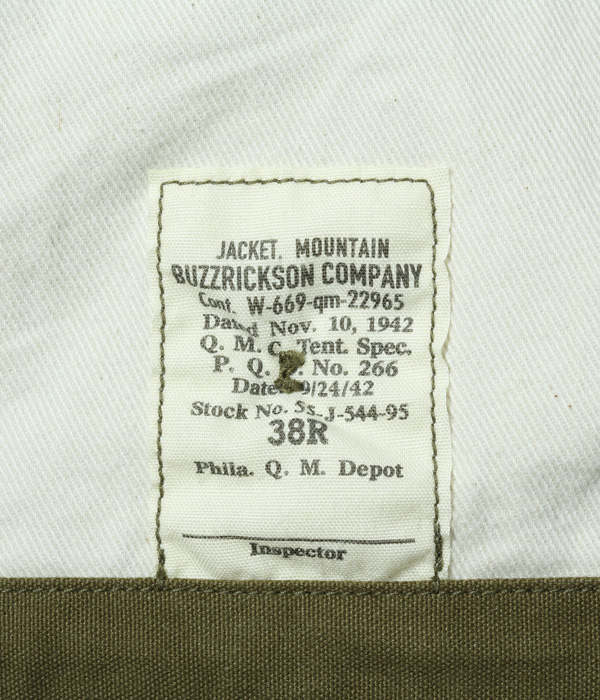 JACKET, MOUNTAIN
BUZZRICKSON COMPANY
Cont. W-669-qm-22965
Dated Nov. 10, 1942
Q. M. C. Tent. Spec.
P. Q. No. 266
Date 9/24/42
Stock No. Ss-J-544-95
38R
Phila. Q. M. Depot
Inspector